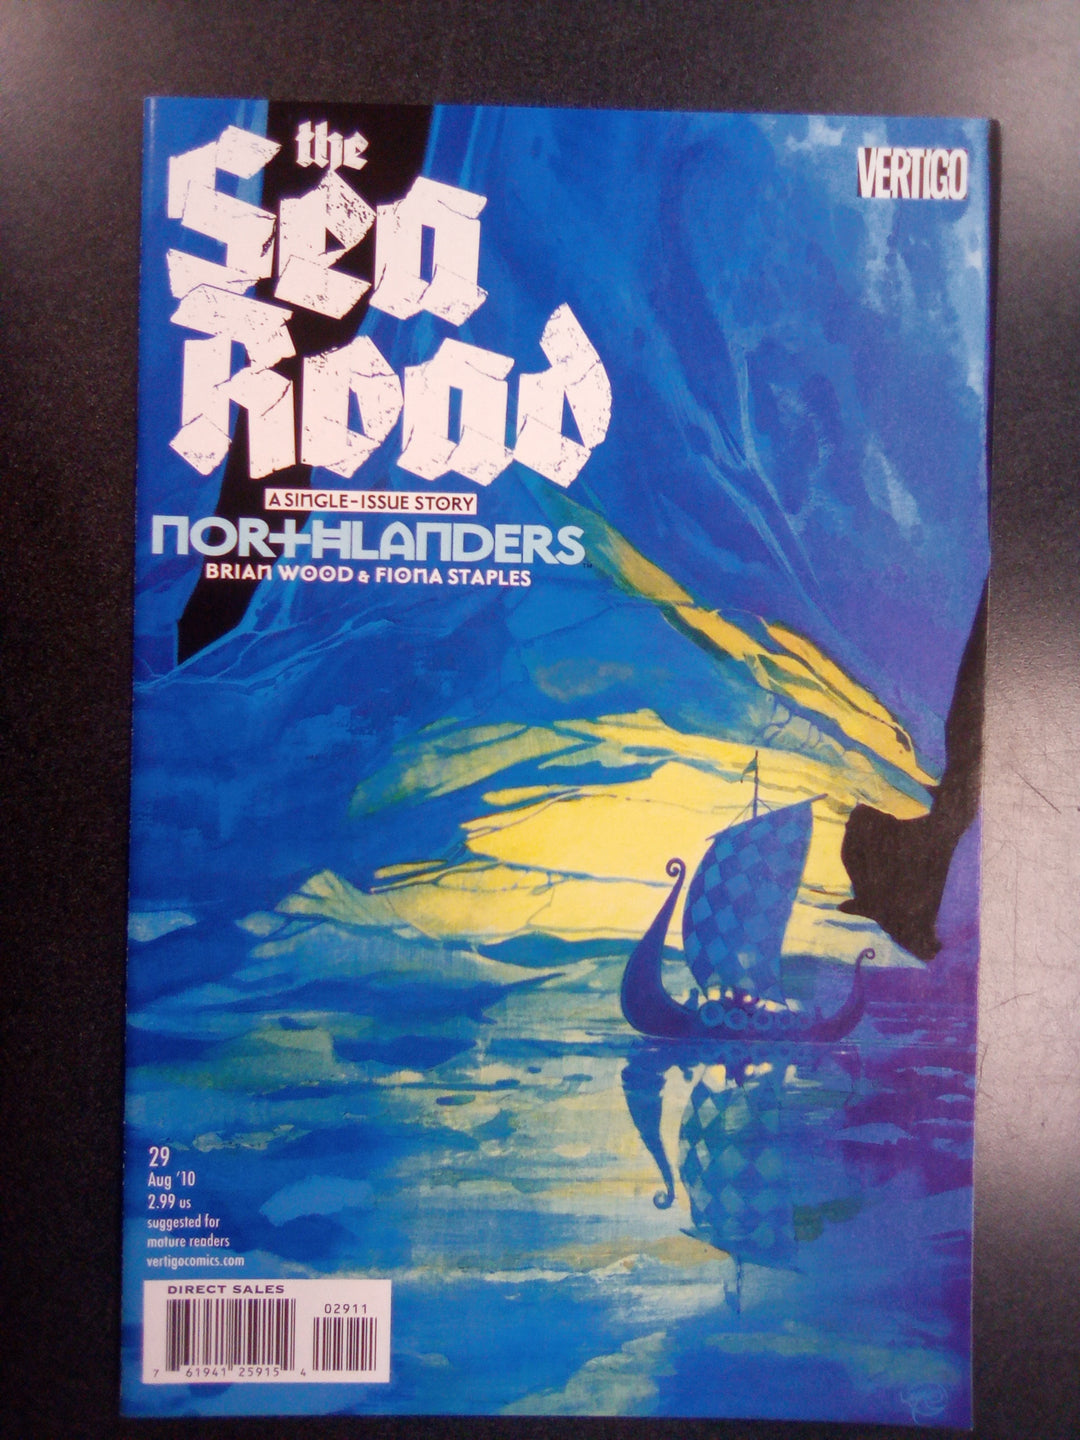 the
Sea
Road
VERTIGO
A SINGLE-ISSUE STORY
NORTHLANDERS™
BRIAN WOOD & FIONA STAPLES
29
Aug '10
2.99 us
suggested for
mature readers
vertigocomics.com
DIRECT SALES
02911
7 61941 25915 4